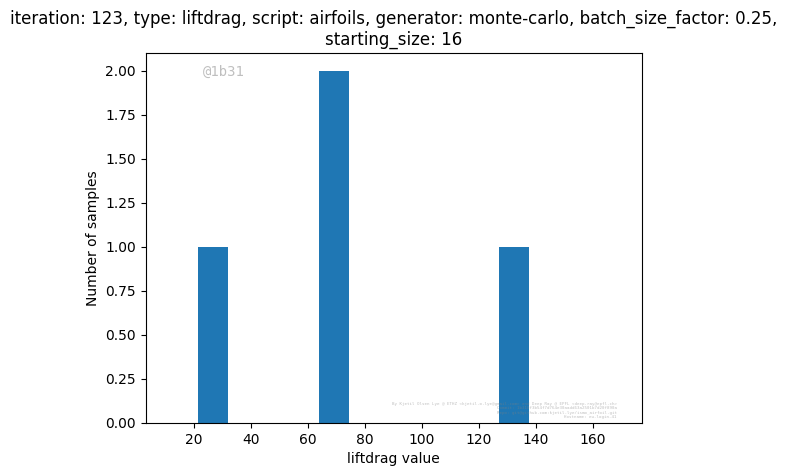 iteration: 123, type: liftdrag, script: airfoils, generator: monte-carlo, batch_size_factor: 0.25,
starting_size: 16
@1b31
2.00
1.75
1.50
1.25
1.00
0.75
0.50
0.25
0.00
Number of samples
20 40 60 80 100 120 140 160
liftdrag value